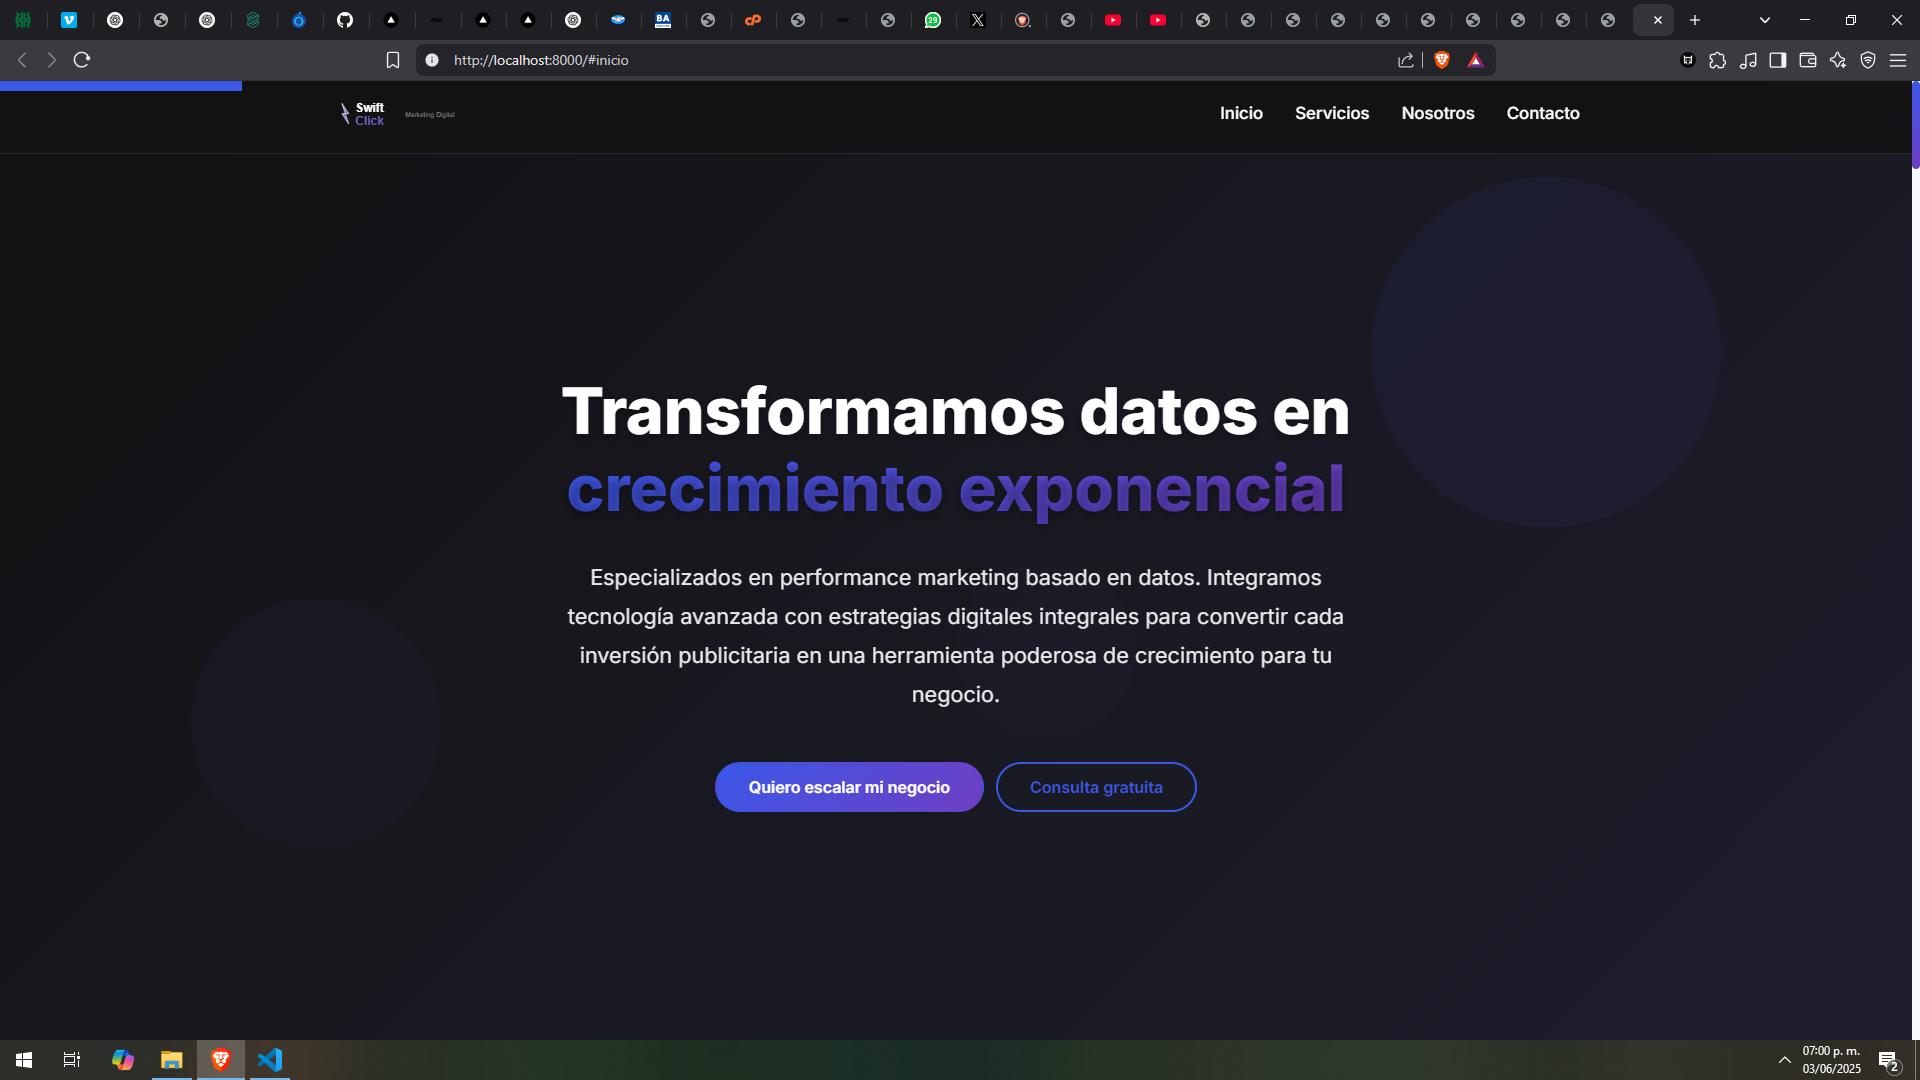 BA
29
http://localhost:8000/#inicio
Swift
Click
Marketing Digital
Inicio
Servicios
Nosotros
Contacto
Transformamos datos en
crecimiento exponencial
Especializados en performance marketing basado en datos. Integramos
tecnología avanzada con estrategias digitales integrales para convertir cada
inversión publicitaria en una herramienta poderosa de crecimiento para tu
negocio.
Quiero escalar mi negocio
Consulta gratuita
07:00 p. m.
03/06/2025
2